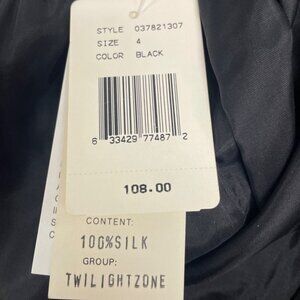 STYLE 037821307
SIZE 4
COLOR BLACK
6 33429 77487 2
108.00
CONTENT:
100%SILK
GROUP:
TWILIGHTZONE